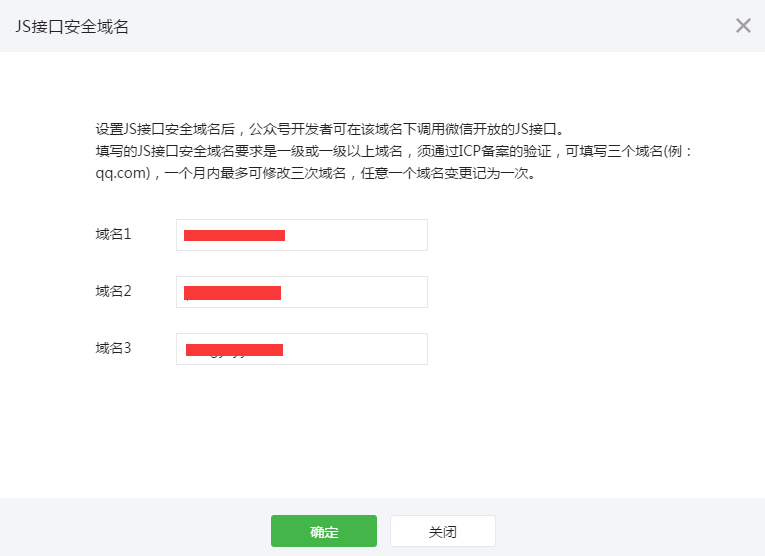 JS接口安全域名
设置JS接口安全域名后，公众号开发者可在该域名下调用微信开放的JS接口。
填写的JS接口安全域名要求是一级或一级以上域名，须通过ICP备案的验证，可填写三个域名(例：
qq.com)，一个月内最多可修改三次域名，任意一个域名变更记为一次。
域名1
域名2
域名3
确定
关闭